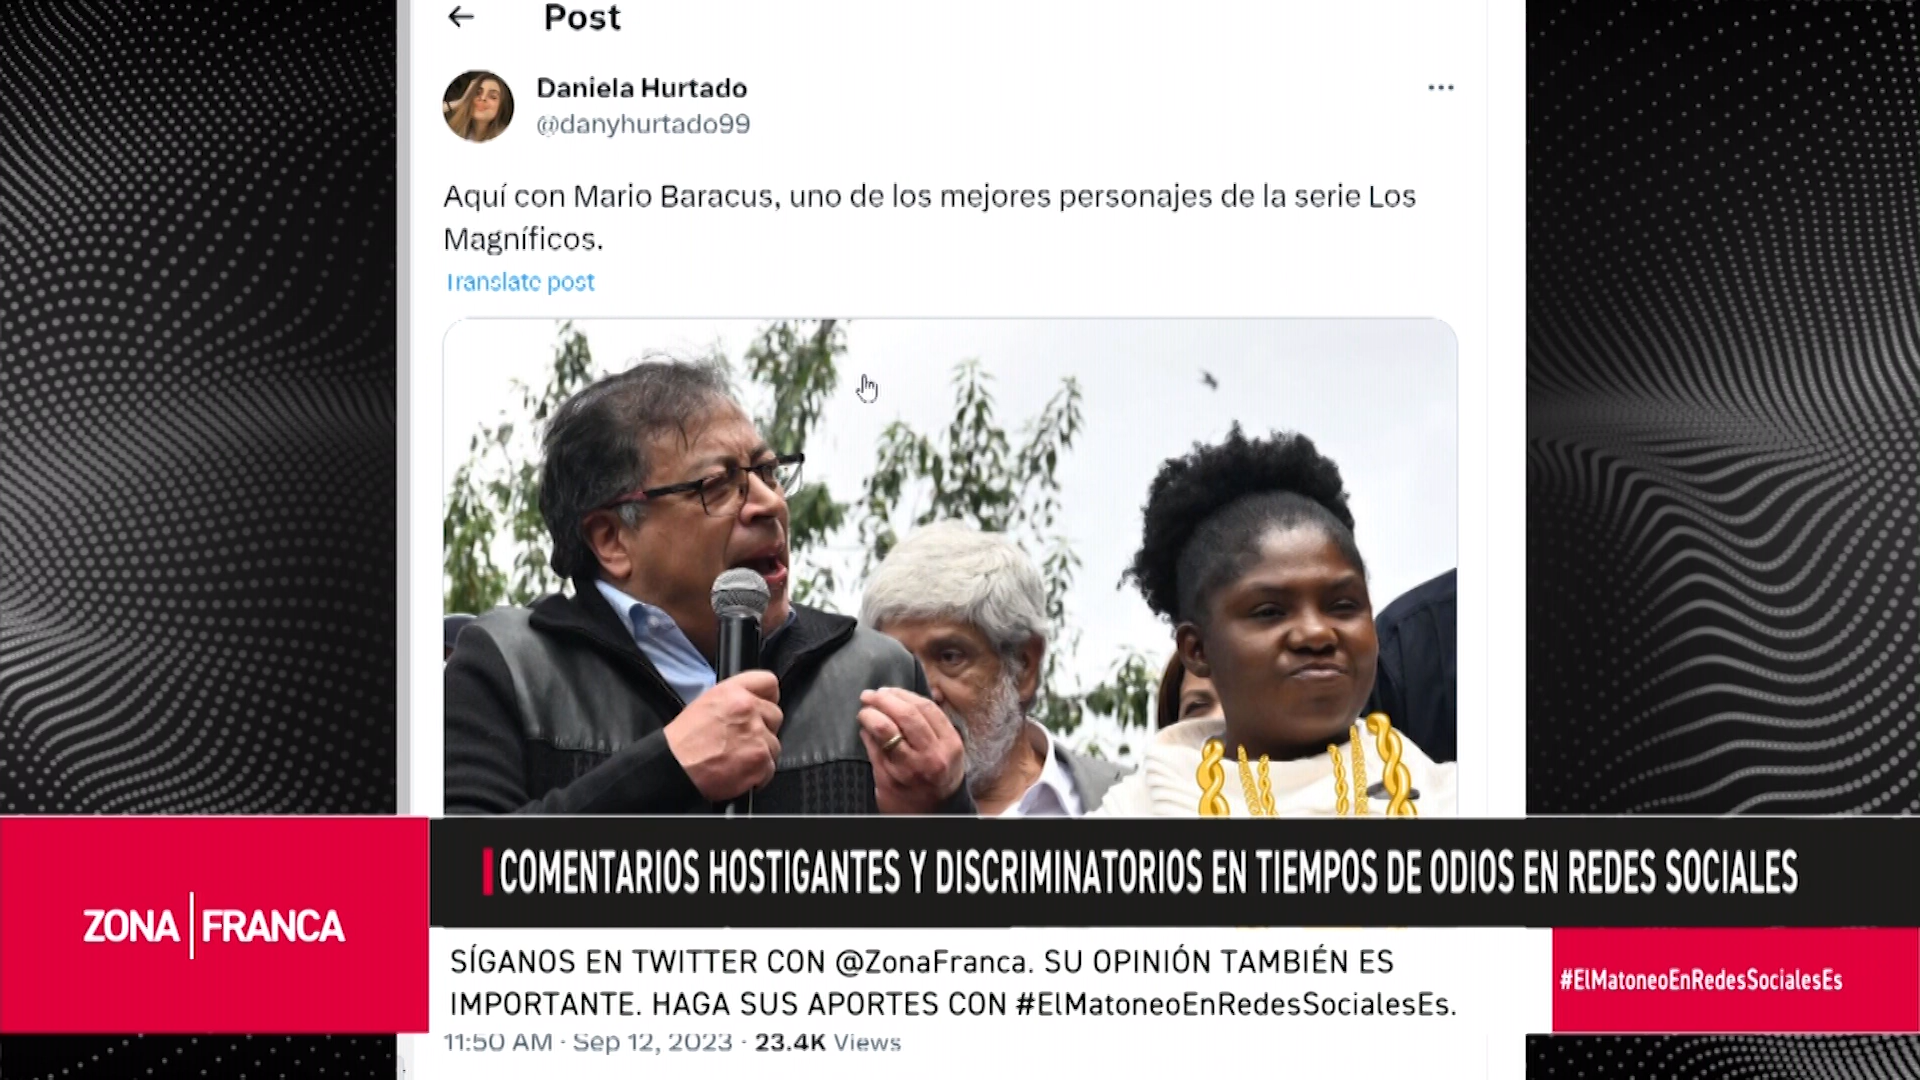 Post
Daniela Hurtado
@danyhurtado99
Aquí con Mario Baracus, uno de los mejores personajes de la serie Los
Magníficos.
Translate post
COMENTARIOS HOSTIGANTES Y DISCRIMINATORIOS EN TIEMPOS DE ODIOS EN REDES SOCIALES
ZONA FRANCA
SÍGANOS EN TWITTER CON @ZonaFranca. SU OPINIÓN TAMBIÉN ES
IMPORTANTE. HAGA SUS APORTES CON #ElMatoneoEnRedesSocialesEs.
#ElMatoneoEnRedesSocialesEs
11:50 AM · Sep 12, 2023 · 23.4K Views